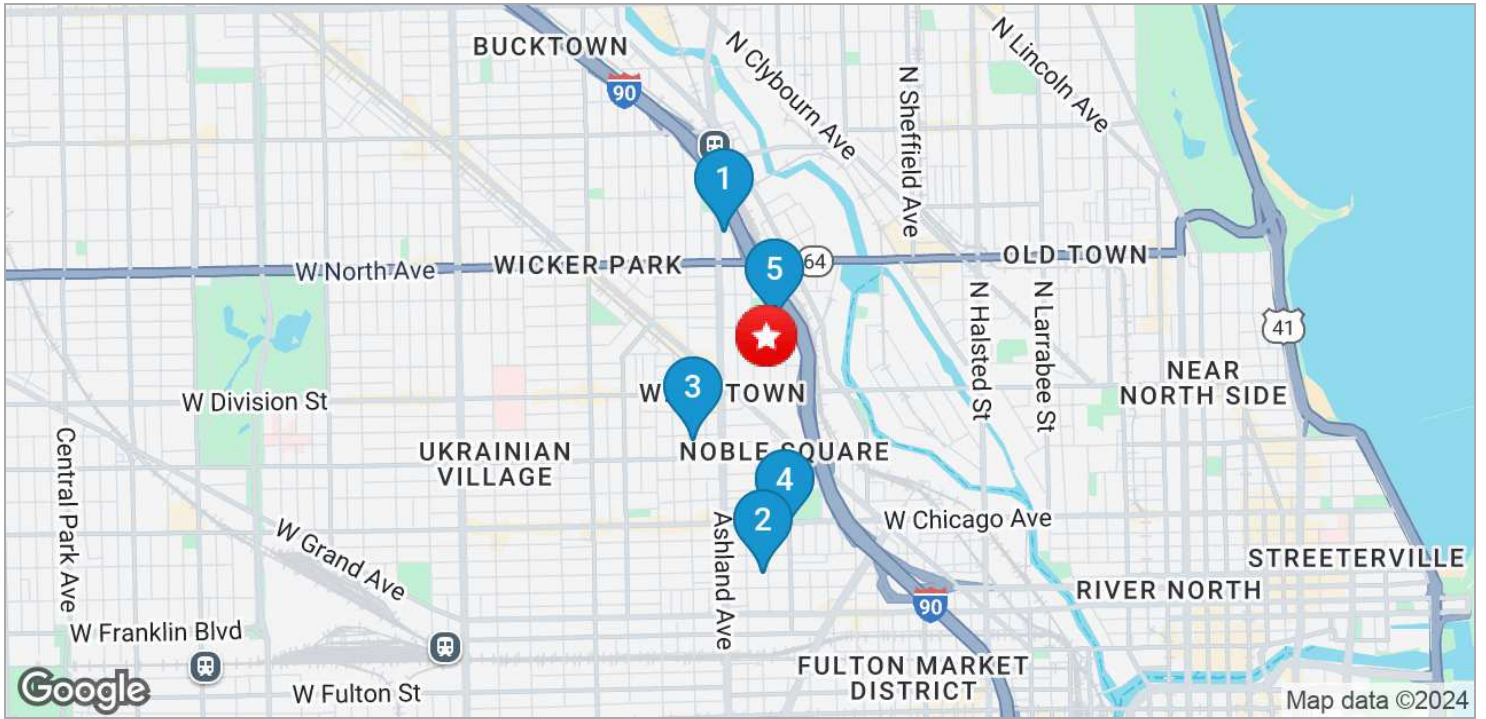 BUCKTOWN
90
N Clybourn Ave
N Sheffield Ave
N Lincoln Ave
1
W North Ave
WICKER PARK
5
64
OLD TOWN
N Halsted St
N Larrabee St
41
W Division St
3
W
TOWN
NEAR
NORTH SIDE
UKRAINIAN
VILLAGE
NOBLE SQUARE
4
2
Central Park Ave
W Grand Ave
Ashland Ave
W Chicago Ave
STREETERVILLE
RIVER NORTH
90
W Franklin Blvd
FULTON MARKET
DISTRICT
Google
W Fulton St
Map data ©2024